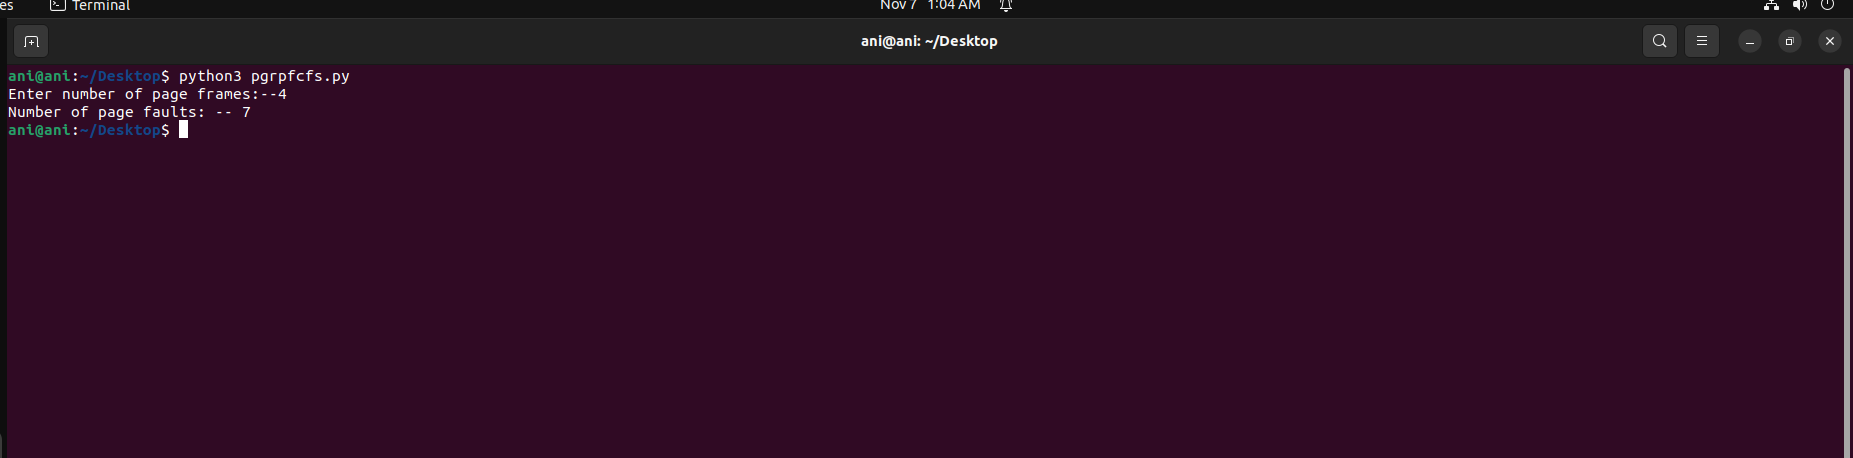 es Terminal Nov 7 1:04 AM
ani@ani: ~/Desktop
ani@ani:~/Desktop$ python3 pgrpfcfs.py
Enter number of page frames:--4
Number of page faults: -- 7
ani@ani:~/Desktop$